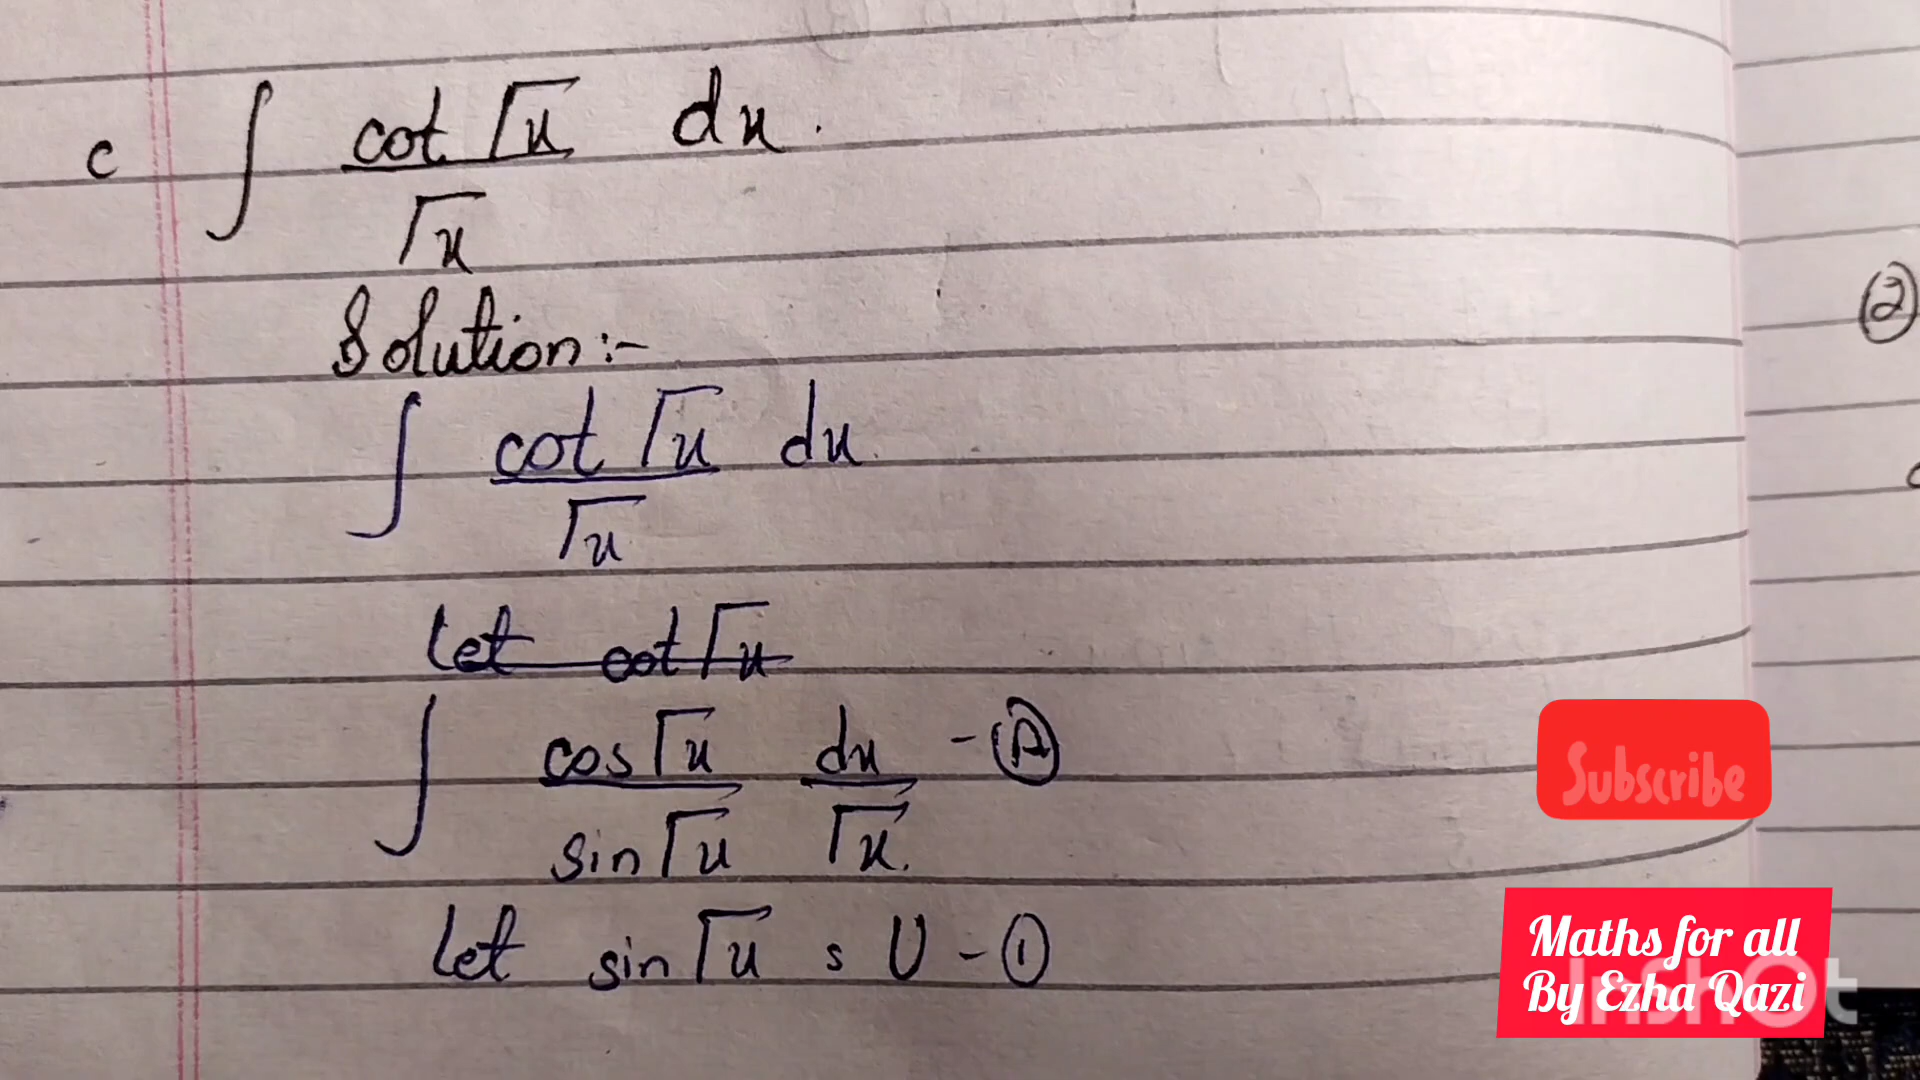 c ∫ cot √x / √x dx.
Solution :-
∫ cot √x / √x dx.
Let cot √x
∫ cos √x / sin √x dx / √x. - Ⓐ
Let sin √x = U - ①
②
Subscribe
Maths for all
By Ezha Qazi
InShOt